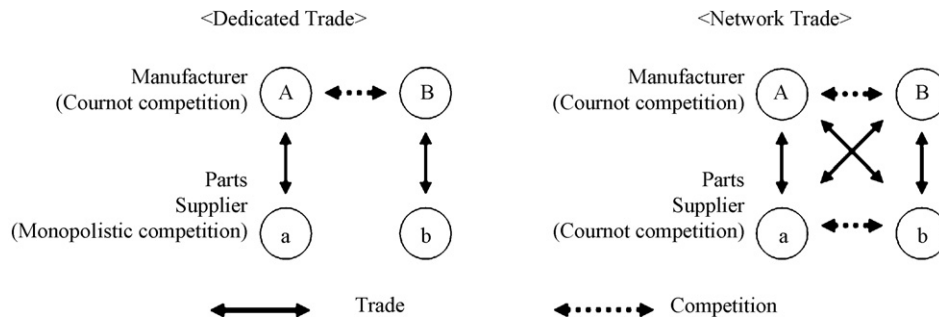 <Dedicated Trade>
Manufacturer
(Cournot competition)
A
B
Parts
Supplier
(Monopolistic competition)
a
b
<Network Trade>
Manufacturer
(Cournot competition)
A
B
Parts
Supplier
(Cournot competition)
a
b
Trade
Competition